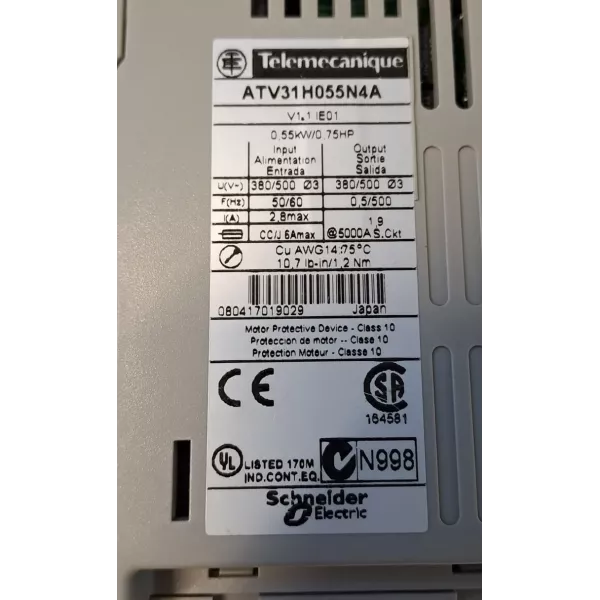 Telemecanique
ATV31H055N4A
V1.1 IE01
0,55kW/0,75HP
Input Output
Alimentation Sortie
Entrada Salida
U(V~) 380/500 Ø3 380/500 Ø3
F(Hz) 50/60 0,5/500
I(A) 2,8max 1,9
CC/J 6Amax @5000A S.Ckt
Cu AWG14:75°C
10,7 lb-in/1,2 Nm
080417019029 Japan
Motor Protective Device - Class 10
Proteccion de motor -- Clase 10
Protection Moteur - Classe 10
CE
SA
164581
UL LISTED 170M
IND.CONT.EQ.
N998
Schneider
Electric